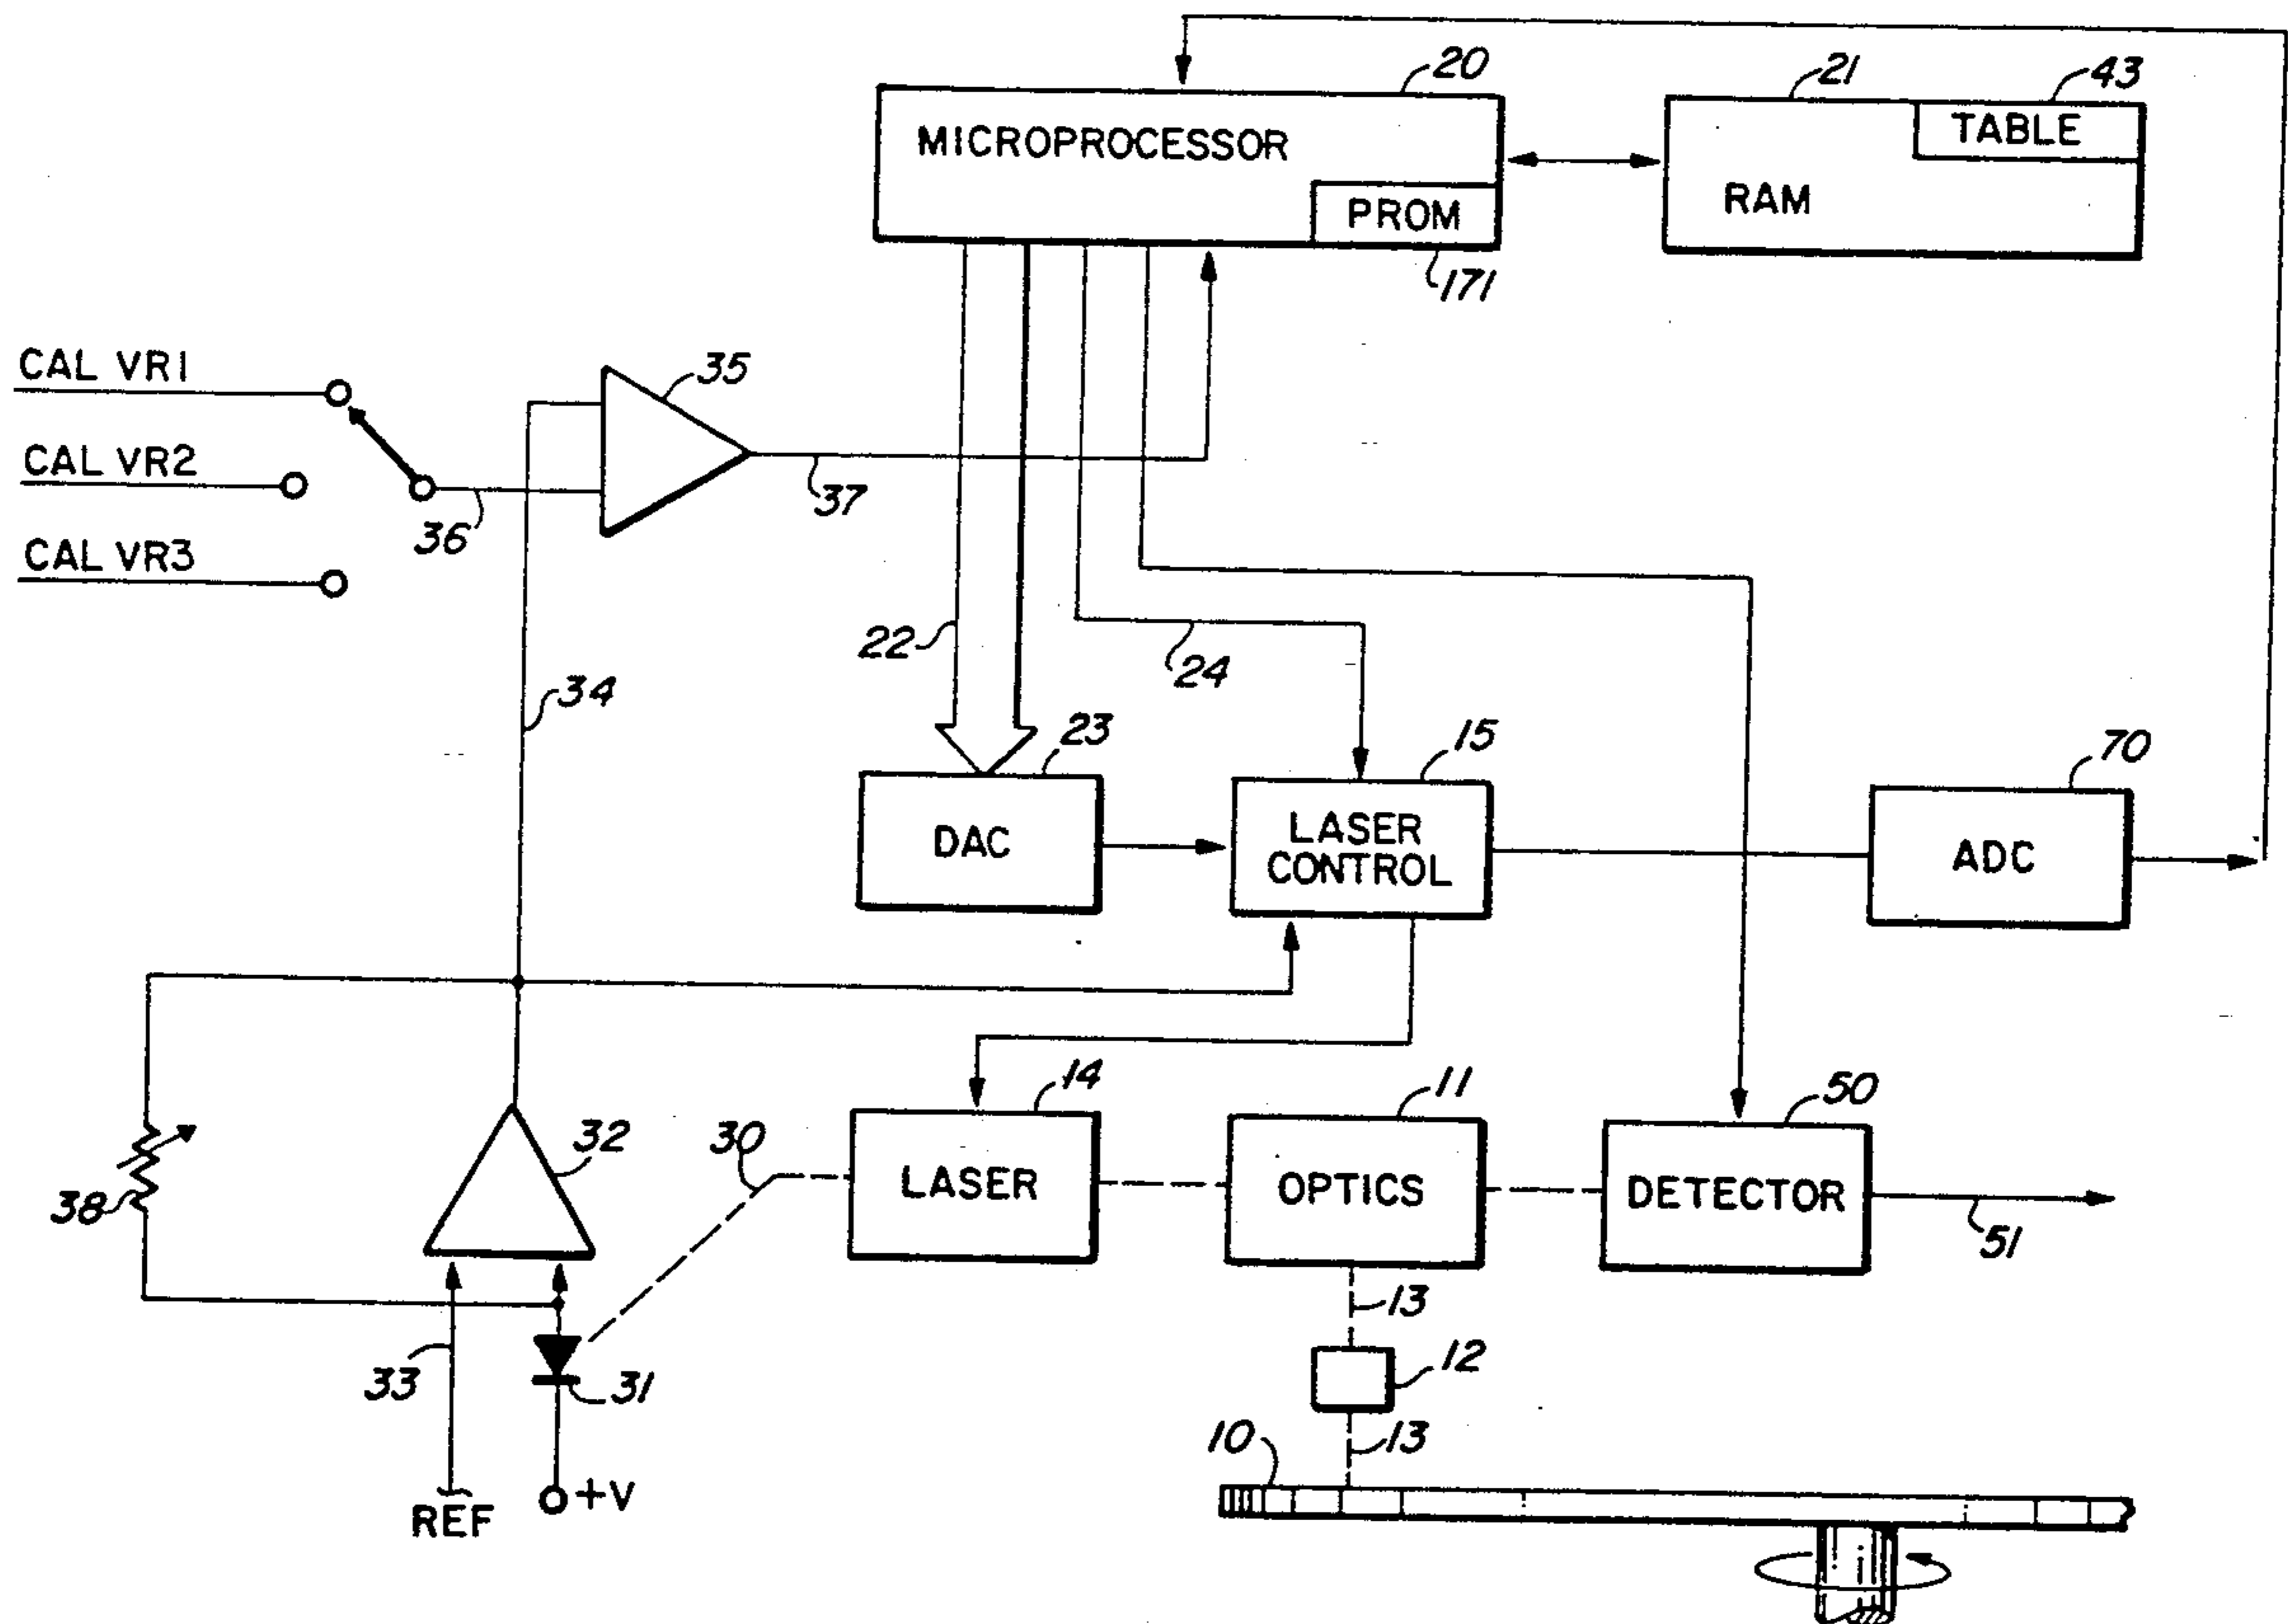 20
21
43
MICROPROCESSOR
TABLE
PROM
RAM
171
CAL VR1
35
CAL VR2
37
36
CAL VR3
22
24
34
23
15
70
DAC
LASER
CONTROL
ADC
14
11
50
30
32
38
LASER
OPTICS
DETECTOR
51
13
33
31
12
10
13
REF
+V